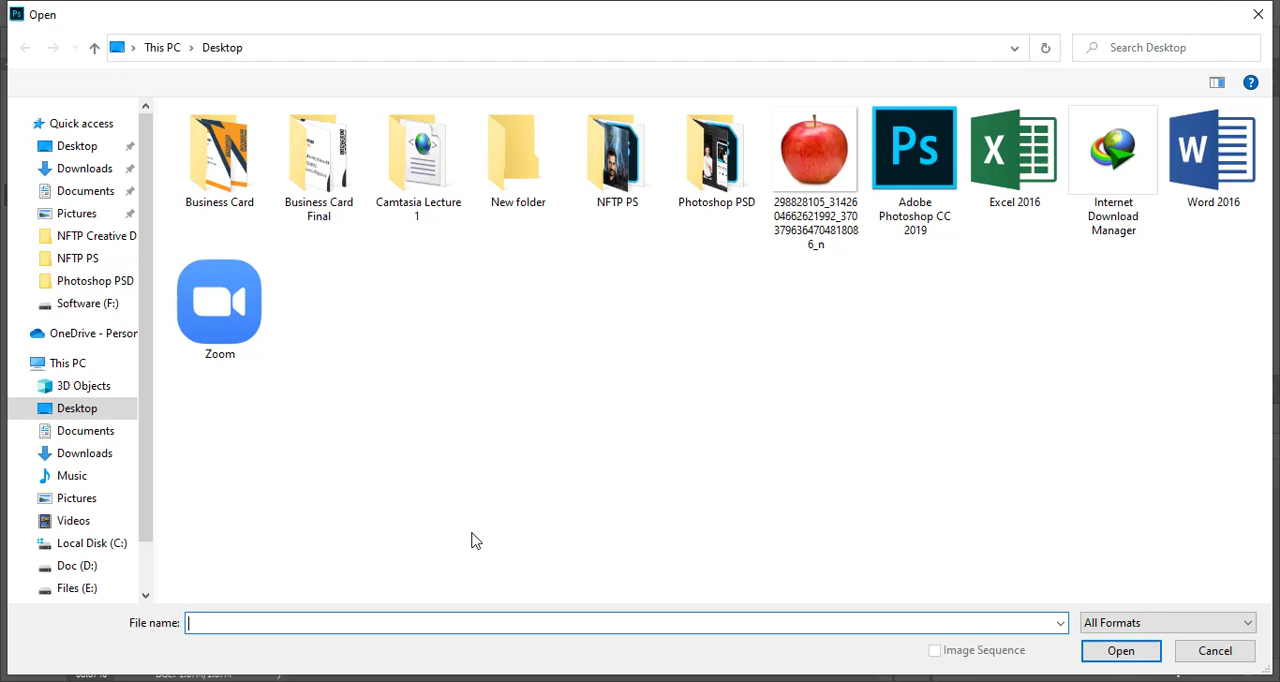 Ps Open
This PC Desktop
Search Desktop
Quick access
Desktop
Downloads
Documents
Pictures
NFTP Creative D
NFTP PS
Photoshop PSD
Software (F:)
OneDrive - Person
This PC
3D Objects
Desktop
Documents
Downloads
Music
Pictures
Videos
Local Disk (C:)
Doc (D:)
Files (E:)
Business Card
Business Card
Final
Camtasia Lecture
1
New folder
NFTP PS
Photoshop PSD
298828105_31426
04662621992_370
379636470481808
6_n
Ps
Adobe
Photoshop CC
2019
X
Excel 2016
Internet
Download
Manager
W
Word 2016
Zoom
File name:
All Formats
Image Sequence
Open
Cancel